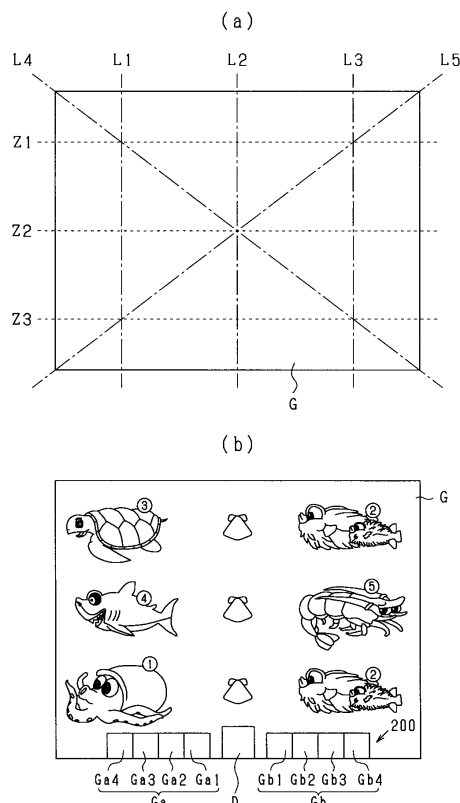 (a)
L4 L1 L2 L3 L5
Z1
Z2
Z3
G
(b)
G
③ ②
④ ⑤
① ②
200
Ga4 Ga3 Ga2 Ga1 Gb1 Gb2 Gb3 Gb4
Ga D Gb